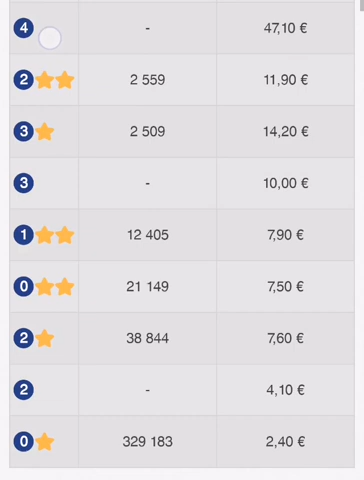 4 - 47,10 €
2 2 559 11,90 €
3 2 509 14,20 €
3 - 10,00 €
1 12 405 7,90 €
0 21 149 7,50 €
2 38 844 7,60 €
2 - 4,10 €
0 329 183 2,40 €